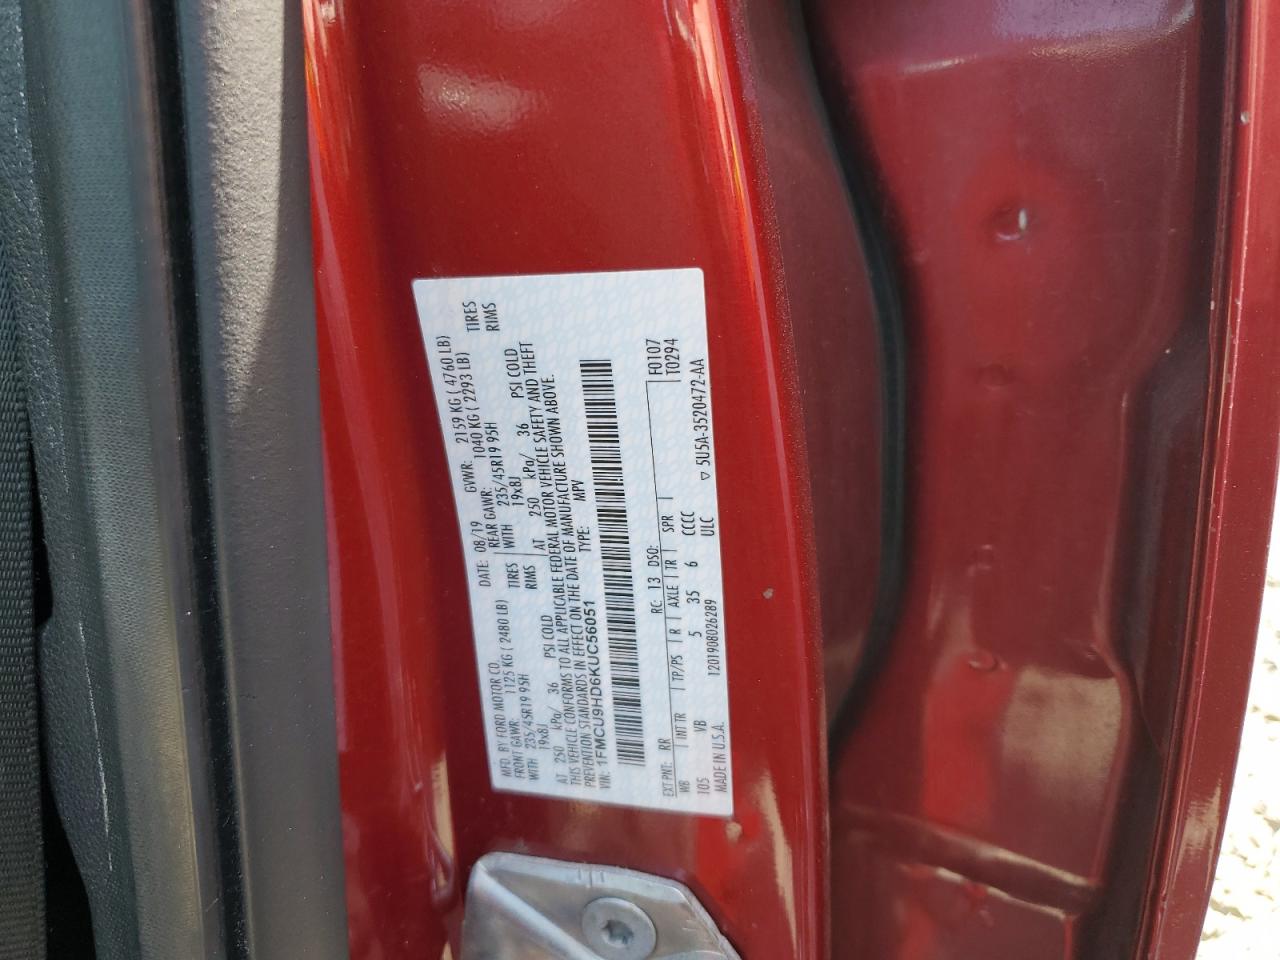 MFD. BY FORD MOTOR CO. DATE: 08/19 GVWR: 2159 KG ( 4760 LB)
FRONT GAWR: 1125 KG ( 2480 LB) REAR GAWR: 1040 KG ( 2293 LB)
WITH 235/45R19 95H TIRES WITH 235/45R19 95H TIRES
19x8J RIMS 19x8J RIMS
AT 250 kPa/ 36 PSI COLD AT 250 kPa/ 36 PSI COLD
THIS VEHICLE CONFORMS TO ALL APPLICABLE FEDERAL MOTOR VEHICLE SAFETY AND THEFT
PREVENTION STANDARDS IN EFFECT ON THE DATE OF MANUFACTURE SHOWN ABOVE.
VIN: 1FMCU9HD6KUC56051 TYPE: MPV
EXT PNT: RR RC: 13 DSO: F0107
WB INT TR TP/PS R AXLE TR SPR T0294
105 VB 5 35 6 CCCC
MADE IN U.S.A. 1201908026289 ULC ▽ 5U5A-3520472-AA